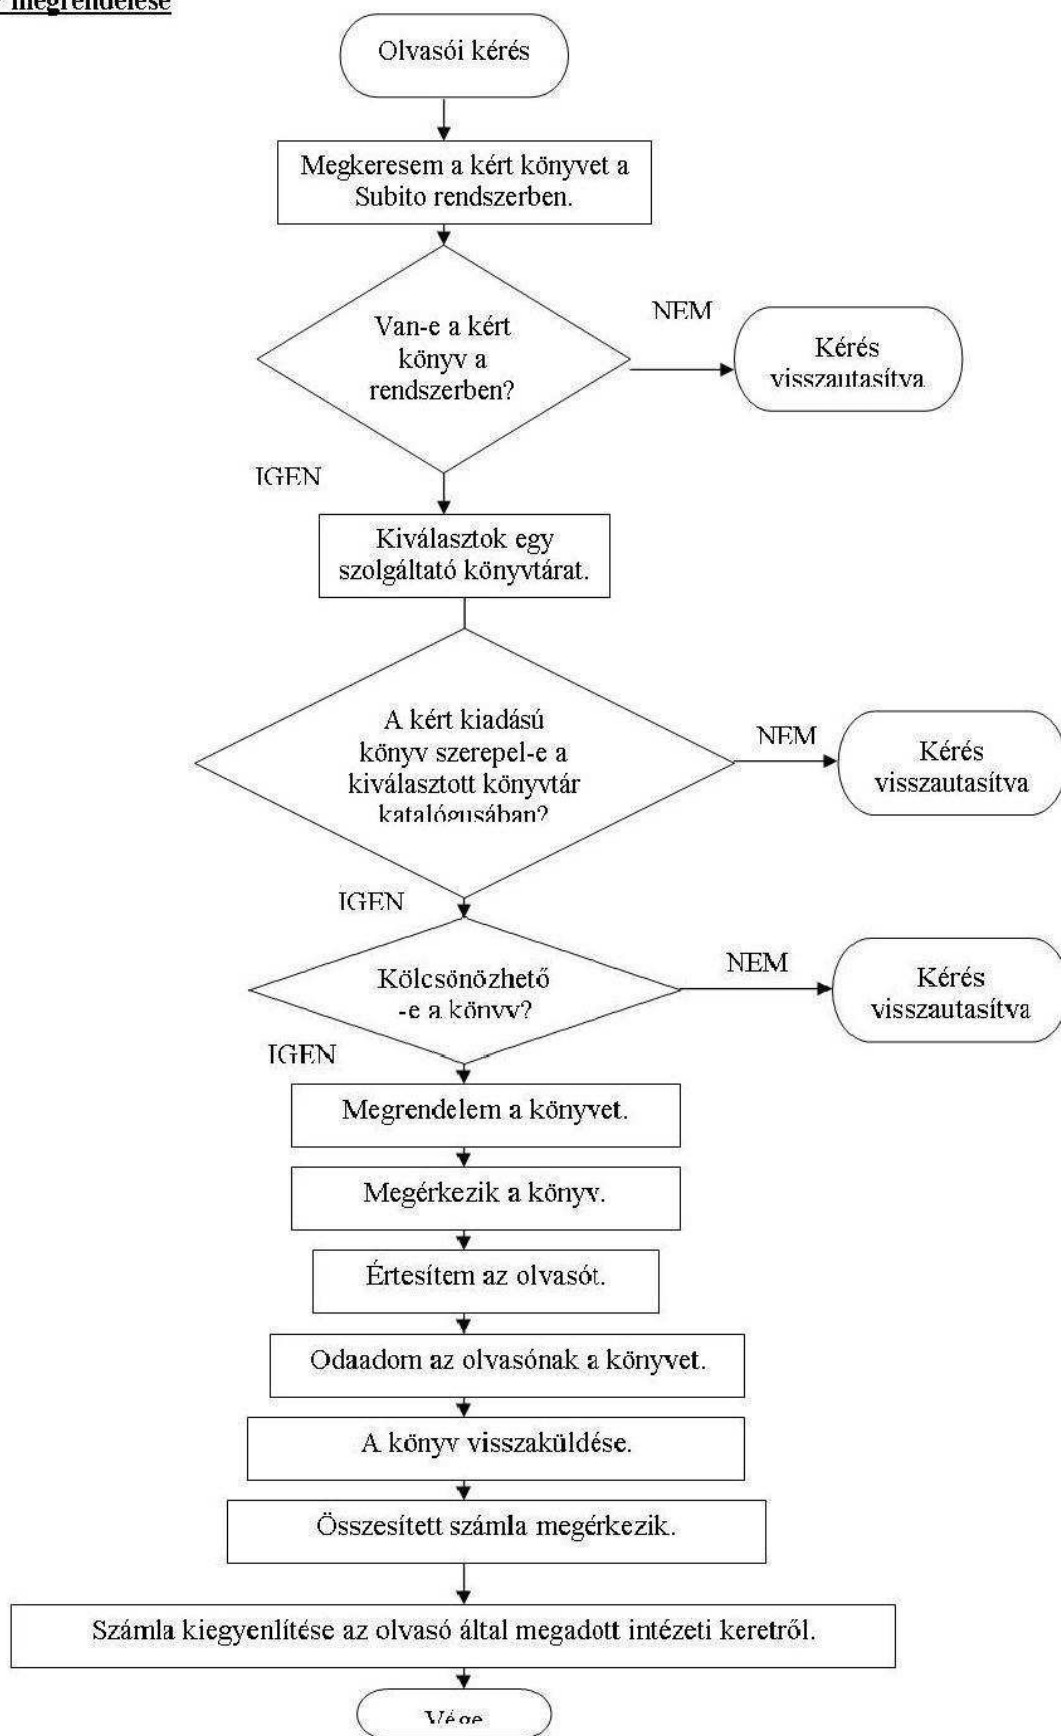 megrendelése
Olvasói kérés
Megkeresem a kért könyvet a
Subito rendszerben.
Van-e a kért
könyv a
rendszerben?
NEM
Kérés
visszautasítva
IGEN
Kiválasztok egy
szolgáltató könyvtárat.
A kért kiadású
könyv szerepel-e a
kiválasztott könyvtár
katalógusában?
NEM
Kérés
visszautasítva
IGEN
Kölcsönözhető
-e a könyv?
NEM
Kérés
visszautasítva
IGEN
Megrendelem a könyvet.
Megérkezik a könyv.
Értesítem az olvasót.
Odaadom az olvasónak a könyvet.
A könyv visszaküldése.
Összesített számla megérkezik.
Számla kiegyenlítése az olvasó által megadott intézeti keretről.
Vége